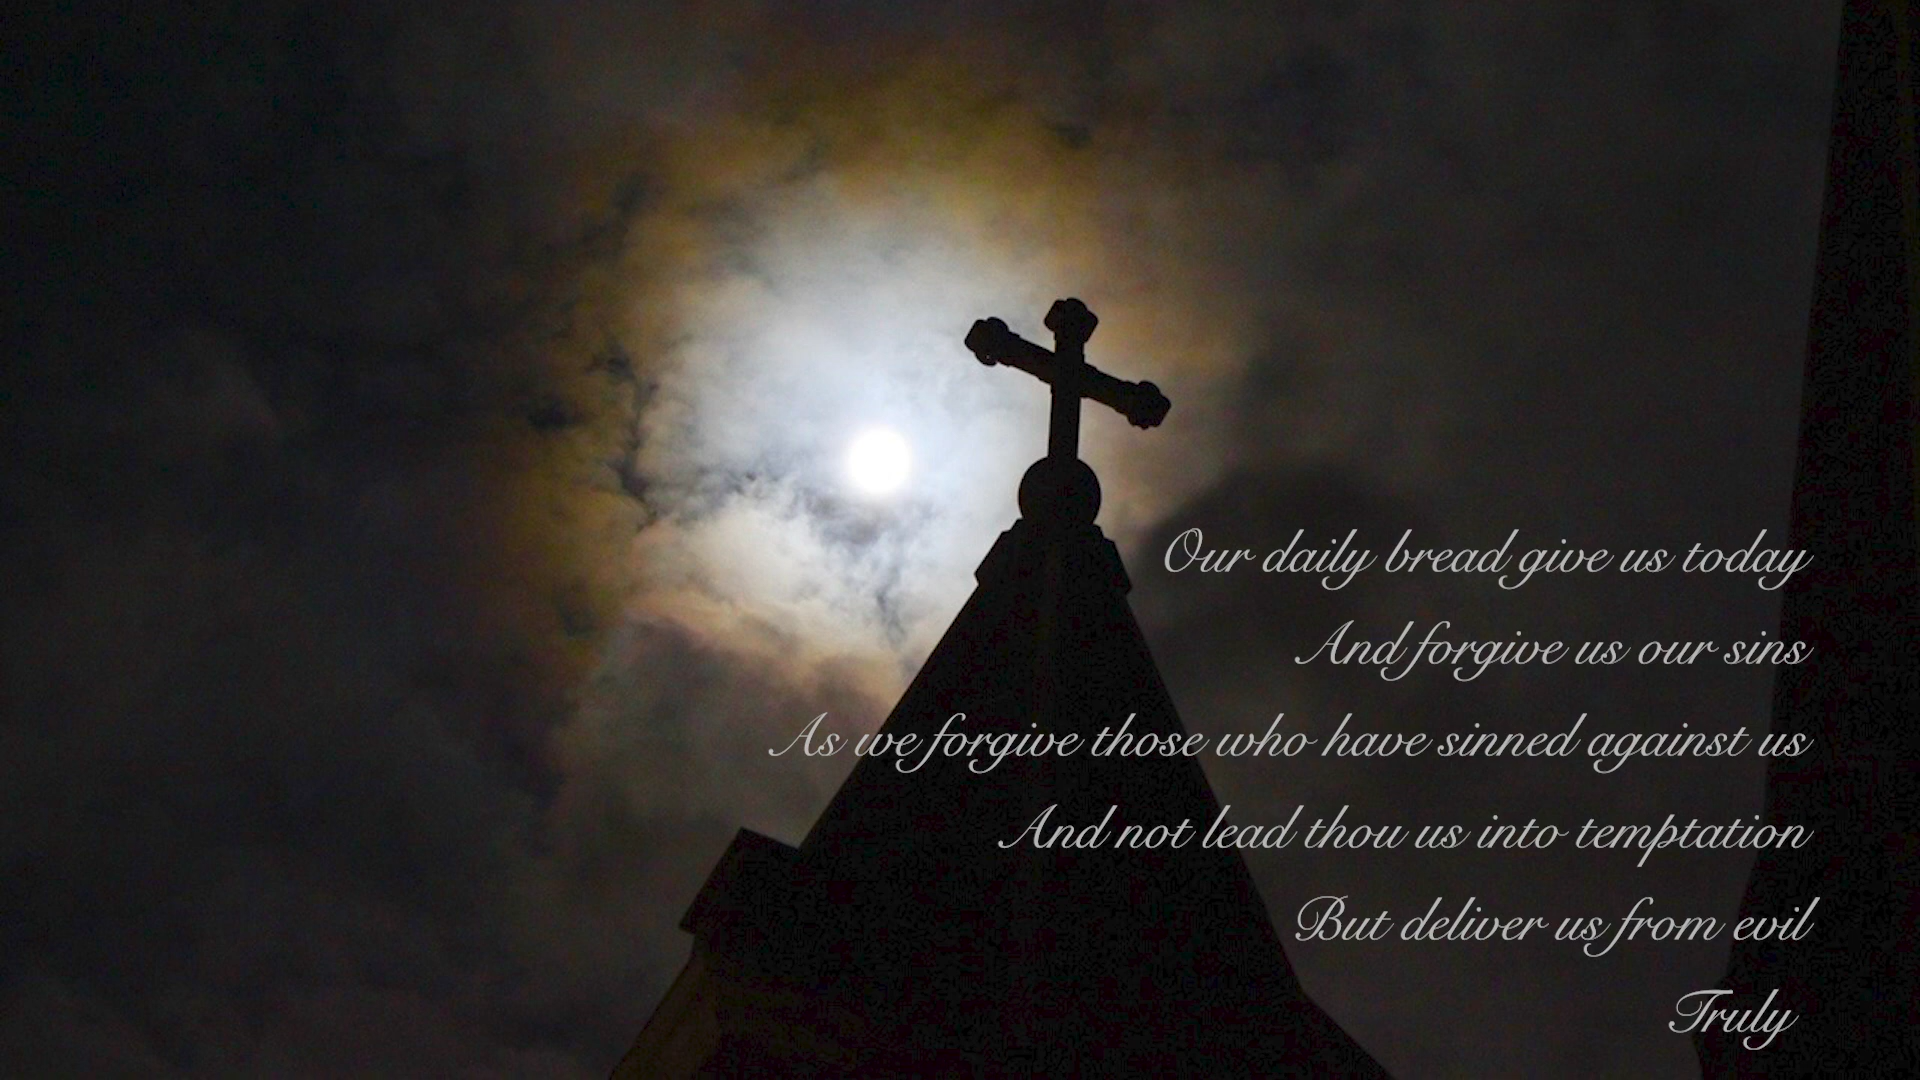 Our daily bread give us today
And forgive us our sins
As we forgive those who have sinned against us
And not lead thou us into temptation
But deliver us from evil
Truly